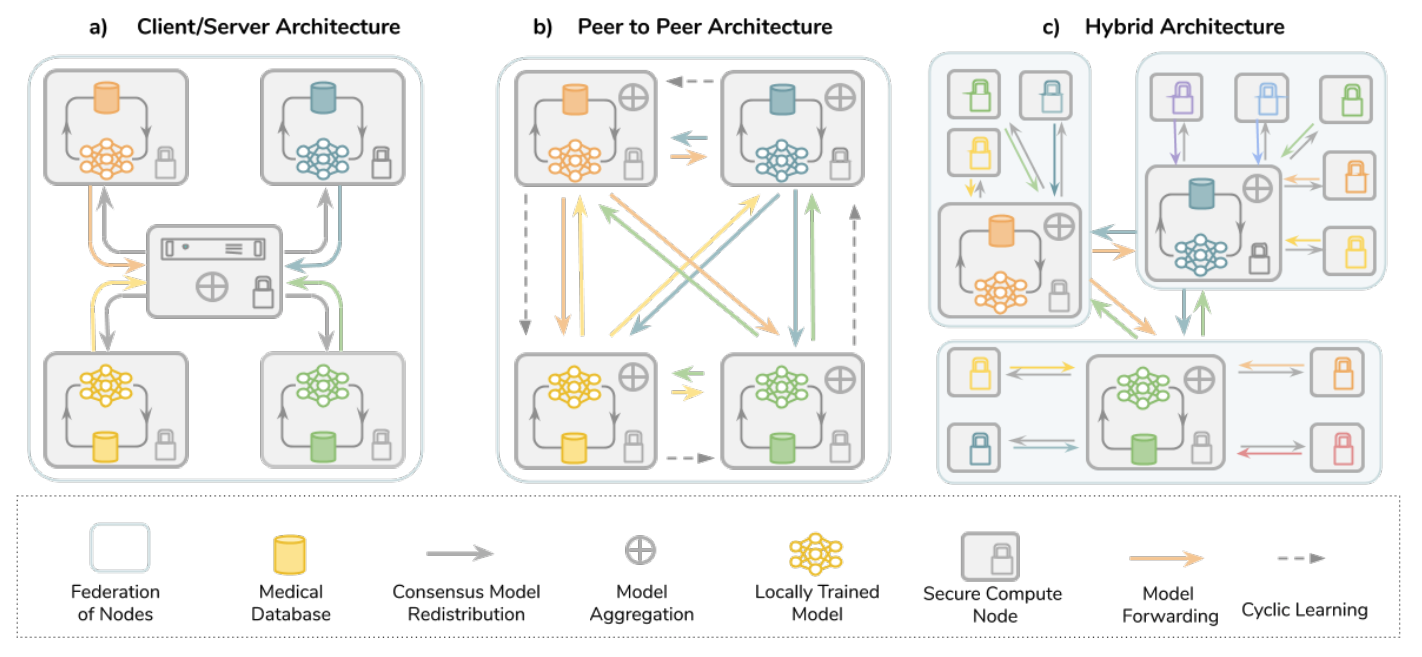 a) Client/Server Architecture
b) Peer to Peer Architecture
c) Hybrid Architecture
Federation
of Nodes
Medical
Database
Consensus Model
Redistribution
Model
Aggregation
Locally Trained
Model
Secure Compute
Node
Model
Forwarding
Cyclic Learning